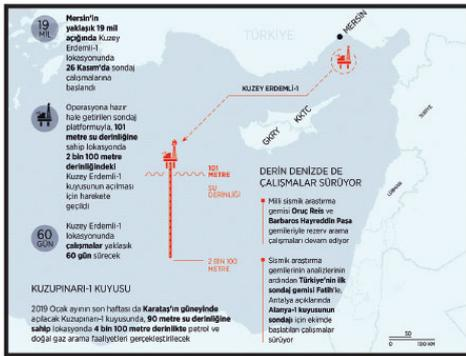 19 MİL
Mersin'in
yaklaşık 19 mil
açığında Kuzey
Erdemli-1
lokasyonunda
26 Kasım'da sondaj
çalışmalarına
başlandı
Operasyona hazır
hale getirilen sondaj
platformuyla, 101
metre su derinliğine
sahip lokasyonda
2 bin 100 metre
derinliğindeki
Kuzey Erdemli-1
kuyusunun açılması
için harekete
geçildi
60 GÜN
Kuzey Erdemli-1
lokasyonunda
çalışmalar yaklaşık
60 gün sürecek
TÜRKİYE
MERSİN
KUZEY ERDEMLİ-1
GKRY
KKTC
SURİYE
LÜBNAN
101
METRE
SU
DERİNLİĞİ
2 BİN 100
METRE
DERİN DENİZDE DE
ÇALIŞMALAR SÜRÜYOR
Milli sismik araştırma
gemisi Oruç Reis ve
Barbaros Hayreddin Paşa
gemileriyle rezerv arama
çalışmaları devam ediyor
Sismik araştırma
gemilerinin analizlerinin
ardından Türkiye'nin ilk
sondaj gemisi Fatih'le,
Antalya açıklarında
Alanya-1 kuyusunun
sondajı için ekimde
başlatılan çalışmalar
sürüyor
KUZUPINARI-1 KUYUSU
2019 Ocak ayının son haftası da Karataş'ın güneyinde
açılacak Kuzupınarı-1 kuyusunda, 90 metre su derinliğine
sahip lokasyonda 4 bin 100 metre derinlikte petrol ve
doğal gaz arama faaliyetleri gerçekleştirilecek
50
100 KM